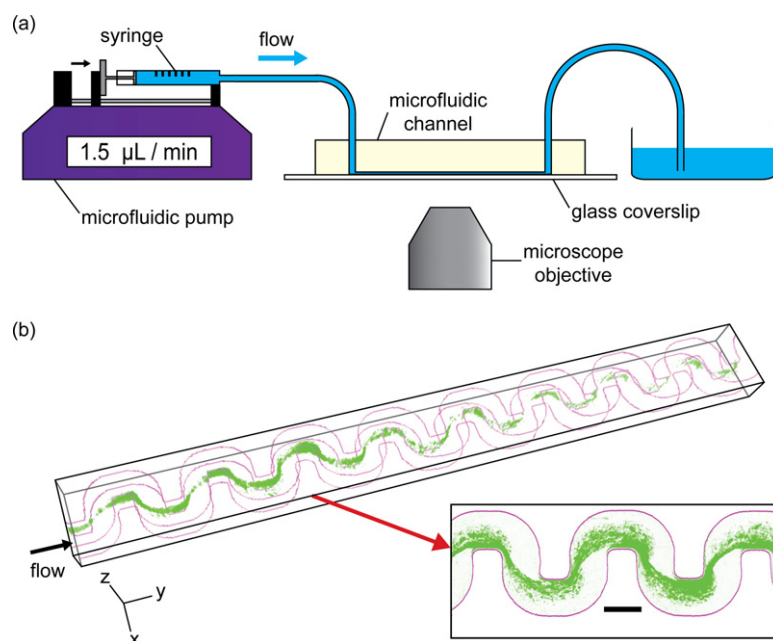 (a)
syringe
flow
microfluidic
channel
1.5 μL / min
microfluidic pump
glass coverslip
microscope
objective
(b)
flow
z
y
x